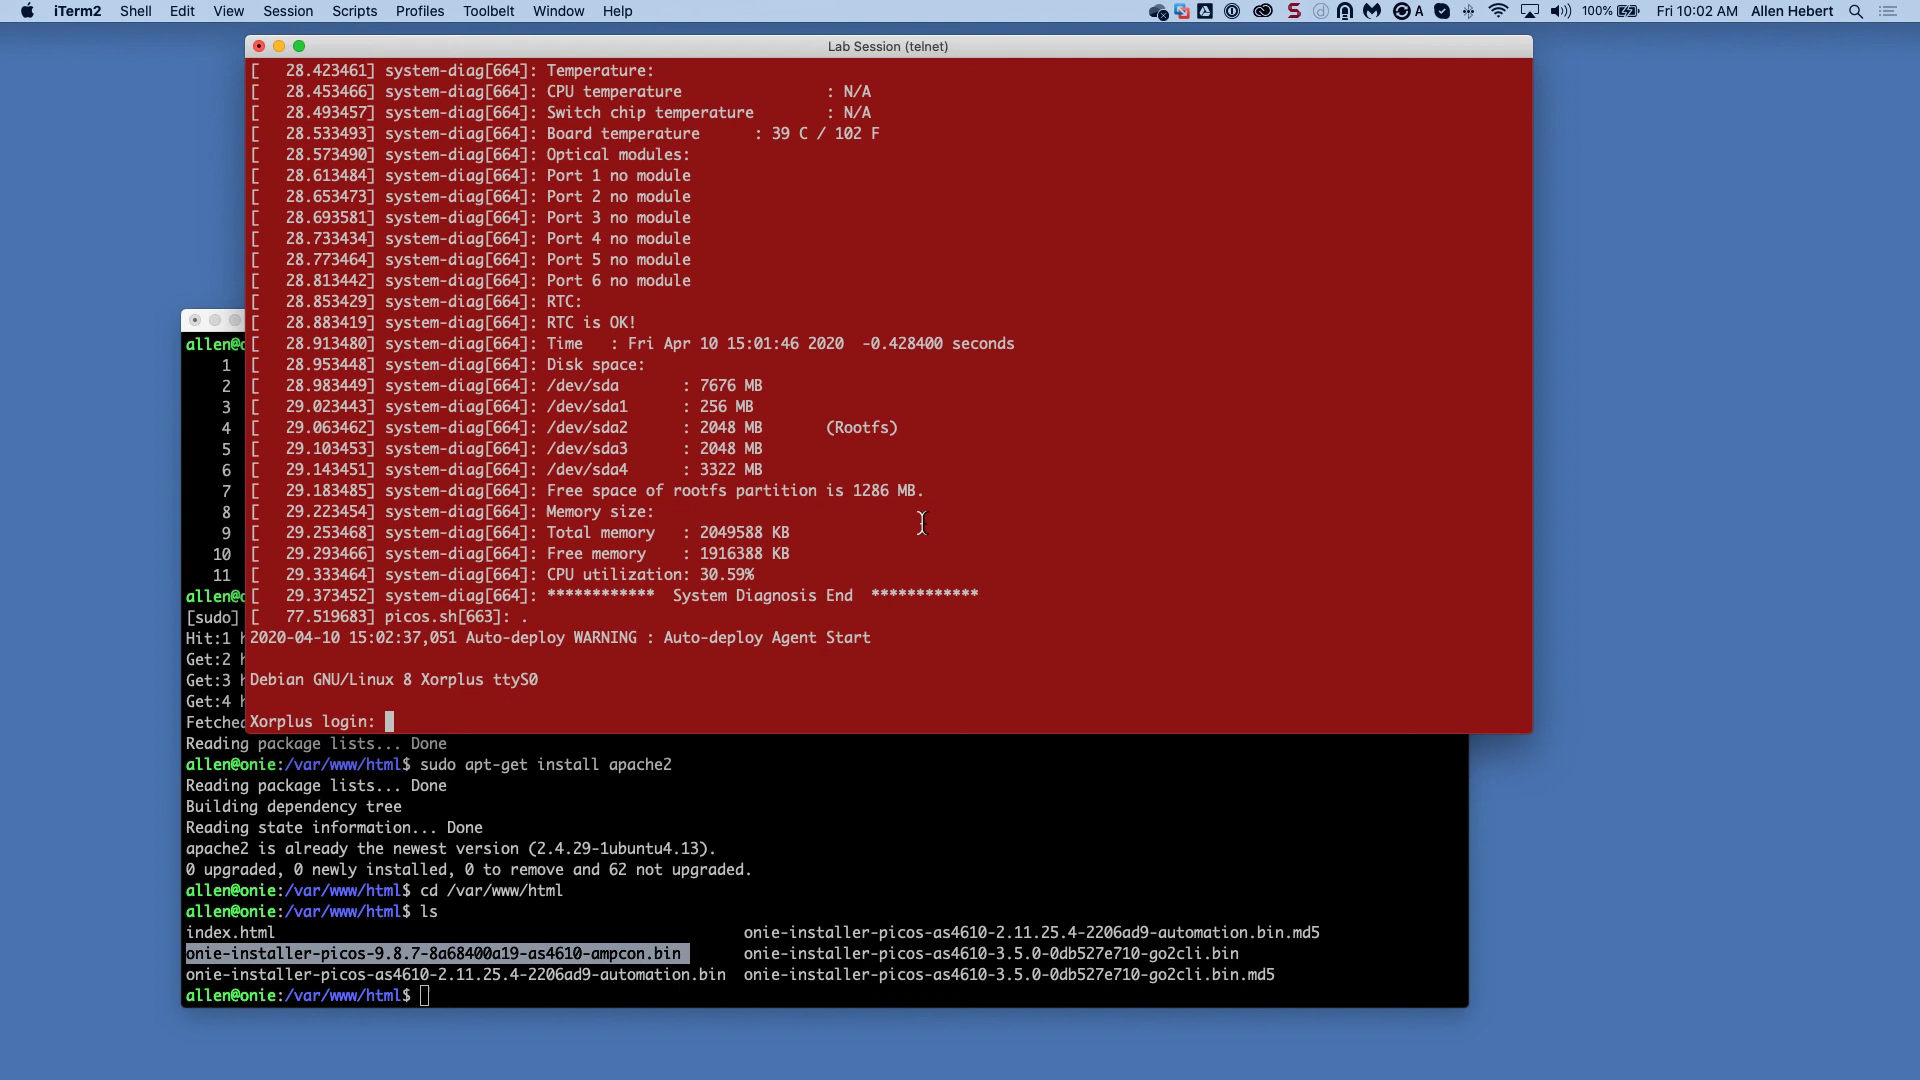 iTerm2 Shell Edit View Session Scripts Profiles Toolbelt Window Help A 100% Fri 10:02 AM Allen Hebert
Lab Session (telnet)
[   28.423461] system-diag[664]: Temperature:
[   28.453466] system-diag[664]: CPU temperature                : N/A
[   28.493457] system-diag[664]: Switch chip temperature        : N/A
[   28.533493] system-diag[664]: Board temperature      : 39 C / 102 F
[   28.573490] system-diag[664]: Optical modules:
[   28.613484] system-diag[664]: Port 1 no module
[   28.653473] system-diag[664]: Port 2 no module
[   28.693581] system-diag[664]: Port 3 no module
[   28.733434] system-diag[664]: Port 4 no module
[   28.773464] system-diag[664]: Port 5 no module
[   28.813442] system-diag[664]: Port 6 no module
[   28.853429] system-diag[664]: RTC:
[   28.883419] system-diag[664]: RTC is OK!
[   28.913480] system-diag[664]: Time   : Fri Apr 10 15:01:46 2020  -0.428400 seconds
[   28.953448] system-diag[664]: Disk space:
[   28.983449] system-diag[664]: /dev/sda       : 7676 MB
[   29.023443] system-diag[664]: /dev/sda1      : 256 MB
[   29.063462] system-diag[664]: /dev/sda2      : 2048 MB       (Rootfs)
[   29.103453] system-diag[664]: /dev/sda3      : 2048 MB
[   29.143451] system-diag[664]: /dev/sda4      : 3322 MB
[   29.183485] system-diag[664]: Free space of rootfs partition is 1286 MB.
[   29.223454] system-diag[664]: Memory size:
[   29.253468] system-diag[664]: Total memory   : 2049588 KB
[   29.293466] system-diag[664]: Free memory    : 1916388 KB
[   29.333464] system-diag[664]: CPU utilization: 30.59%
[   29.373452] system-diag[664]: ************  System Diagnosis End  ************
[   77.519683] picos.sh[663]: .
2020-04-10 15:02:37,051 Auto-deploy WARNING : Auto-deploy Agent Start
Debian GNU/Linux 8 Xorplus ttyS0
Xorplus login:
allen@
1
2
3
4
5
6
7
8
9
10
11
allen@
[sudo]
Hit:1
Get:2
Get:3
Get:4
Fetched
Reading package lists... Done
allen@onie:/var/www/html$ sudo apt-get install apache2
Reading package lists... Done
Building dependency tree
Reading state information... Done
apache2 is already the newest version (2.4.29-1ubuntu4.13).
0 upgraded, 0 newly installed, 0 to remove and 62 not upgraded.
allen@onie:/var/www/html$ cd /var/www/html
allen@onie:/var/www/html$ ls
index.html                                          onie-installer-picos-as4610-2.11.25.4-2206ad9-automation.bin.md5
onie-installer-picos-9.8.7-8a68400a19-as4610-ampcon.bin       onie-installer-picos-as4610-3.5.0-0db527e710-go2cli.bin
onie-installer-picos-as4610-2.11.25.4-2206ad9-automation.bin  onie-installer-picos-as4610-3.5.0-0db527e710-go2cli.bin.md5
allen@onie:/var/www/html$